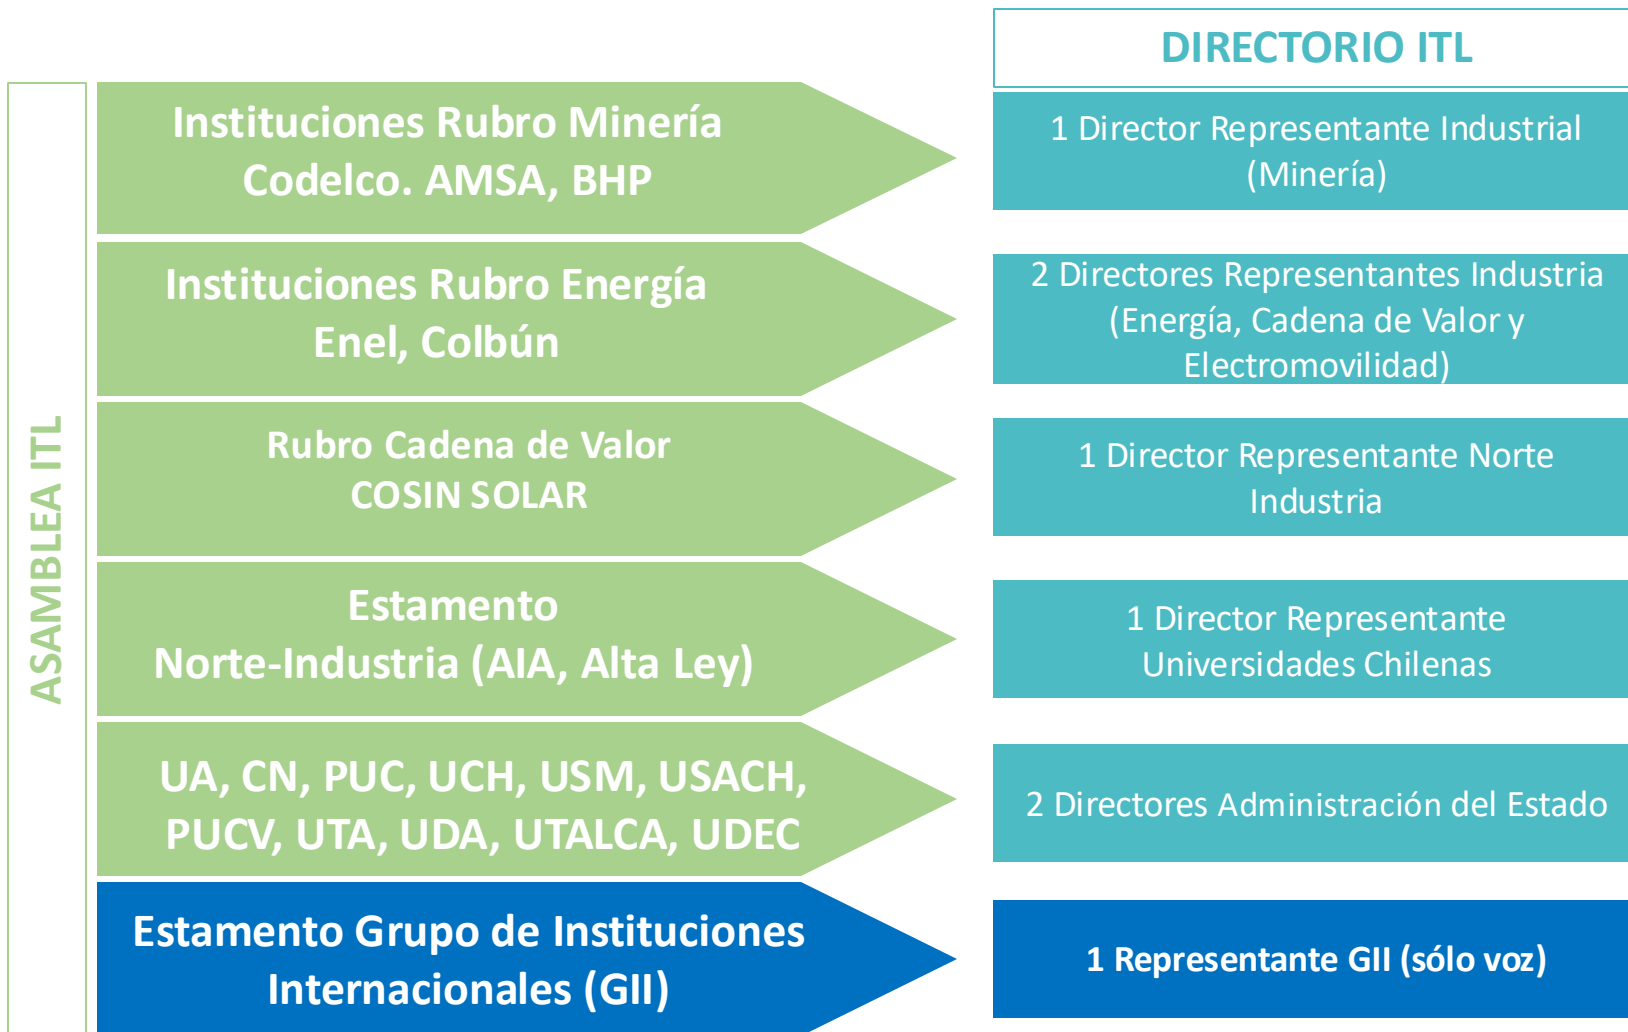 DIRECTORIO ITL
ASAMBLEA ITL
Instituciones Rubro Minería
Codelco. AMSA, BHP
1 Director Representante Industrial
(Minería)
Instituciones Rubro Energía
Enel, Colbún
2 Directores Representantes Industria
(Energía, Cadena de Valor y
Electromovilidad)
Rubro Cadena de Valor
COSIN SOLAR
1 Director Representante Norte
Industria
Estamento
Norte-Industria (AIA, Alta Ley)
1 Director Representante
Universidades Chilenas
UA, CN, PUC, UCH, USM, USACH,
PUCV, UTA, UDA, UTALCA, UDEC
2 Directores Administración del Estado
Estamento Grupo de Instituciones
Internacionales (GII)
1 Representante GII (sólo voz)